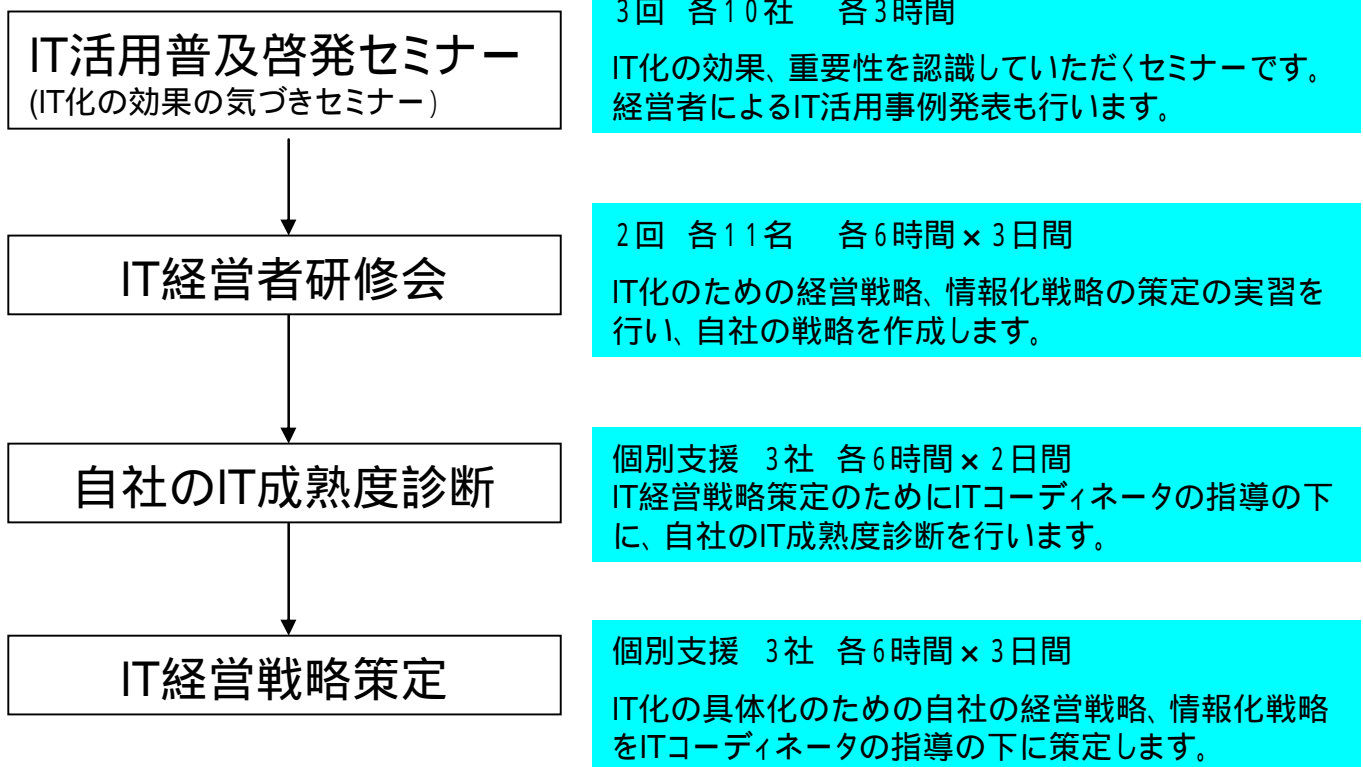 IT活用普及啓発セミナー
(IT化の効果の気づきセミナー)
3回 各10社 各3時間
IT化の効果、重要性を認識していただくセミナーです。
経営者によるIT活用事例発表も行います。
IT経営者研修会
2回 各11名 各6時間×3日間
IT化のための経営戦略、情報化戦略の策定の実習を
行い、自社の戦略を作成します。
自社のIT成熟度診断
個別支援 3社 各6時間×2日間
IT経営戦略策定のためにITコーディネータの指導の下
に、自社のIT成熟度診断を行います。
IT経営戦略策定
個別支援 3社 各6時間×3日間
IT化の具体化のための自社の経営戦略、情報化戦略
をITコーディネータの指導の下に策定します。